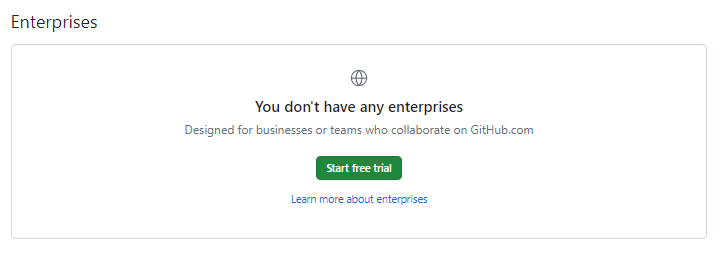 Enterprises
You don't have any enterprises
Designed for businesses or teams who collaborate on GitHub.com
Start free trial
Learn more about enterprises